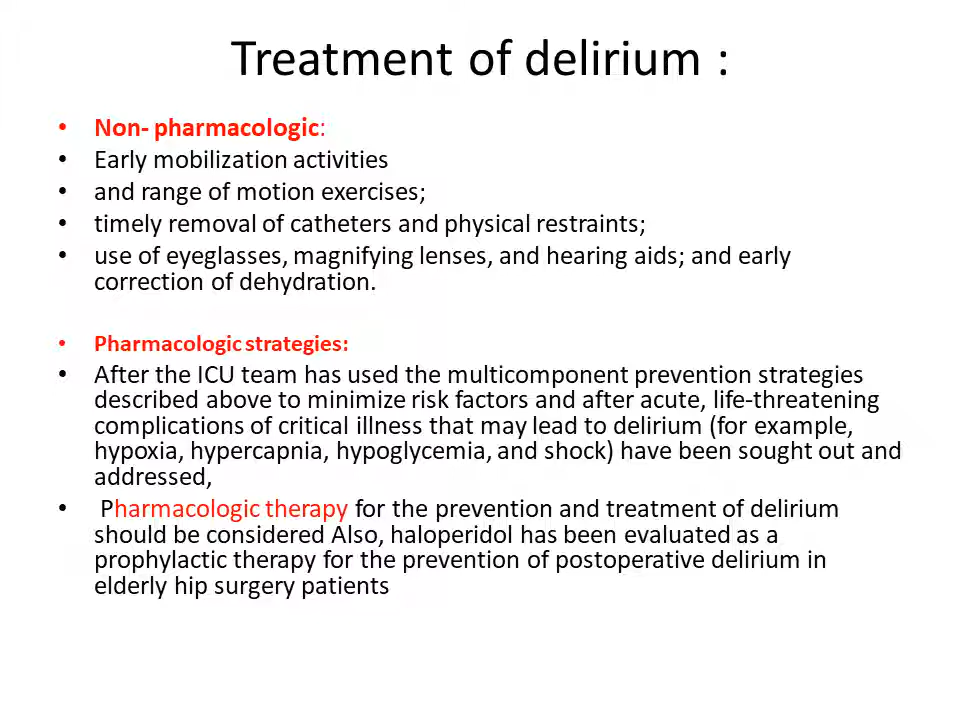 Treatment of delirium :
• Non- pharmacologic:
• Early mobilization activities
• and range of motion exercises;
• timely removal of catheters and physical restraints;
• use of eyeglasses, magnifying lenses, and hearing aids; and early
correction of dehydration.
• Pharmacologic strategies:
• After the ICU team has used the multicomponent prevention strategies
described above to minimize risk factors and after acute, life-threatening
complications of critical illness that may lead to delirium (for example,
hypoxia, hypercapnia, hypoglycemia, and shock) have been sought out and
addressed,
• Pharmacologic therapy for the prevention and treatment of delirium
should be considered Also, haloperidol has been evaluated as a
prophylactic therapy for the prevention of postoperative delirium in
elderly hip surgery patients